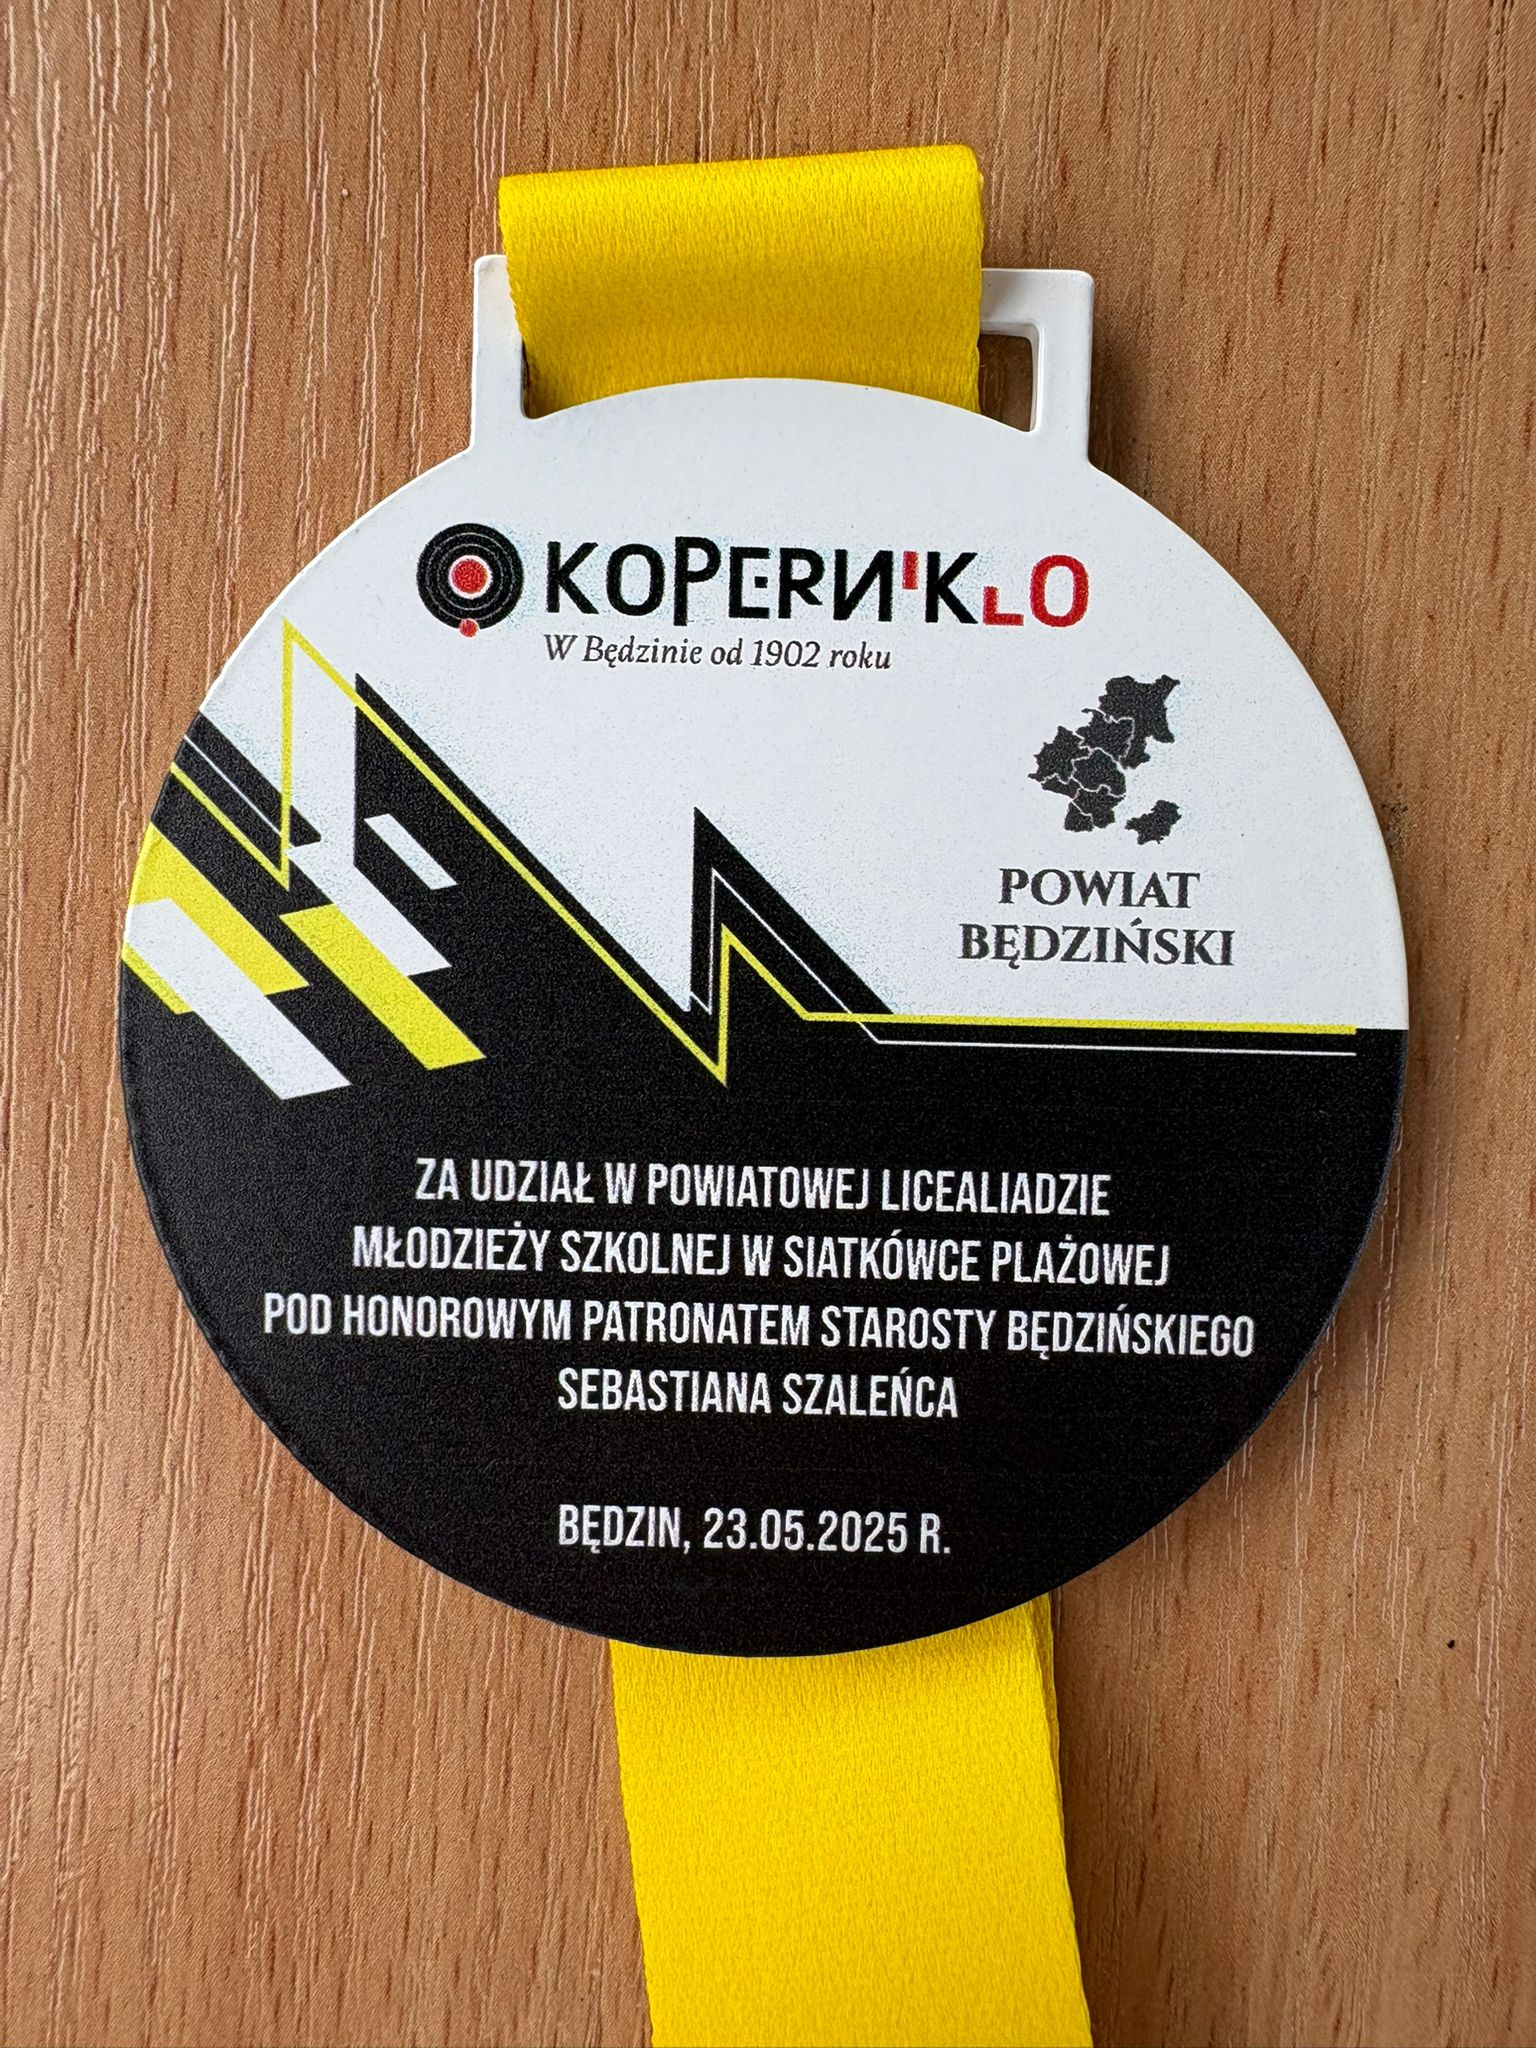 KOPERNIKLO
W Będzinie od 1902 roku
POWIAT
BĘDZIŃSKI
ZA UDZIAŁ W POWIATOWEJ LICEALIADZIE
MŁODZIEŻY SZKOLNEJ W SIATKÓWCE PLAŻOWEJ
POD HONOROWYM PATRONATEM STAROSTY BĘDZIŃSKIEGO
SEBASTIANA SZALEŃCA
BĘDZIN, 23.05.2025 R.